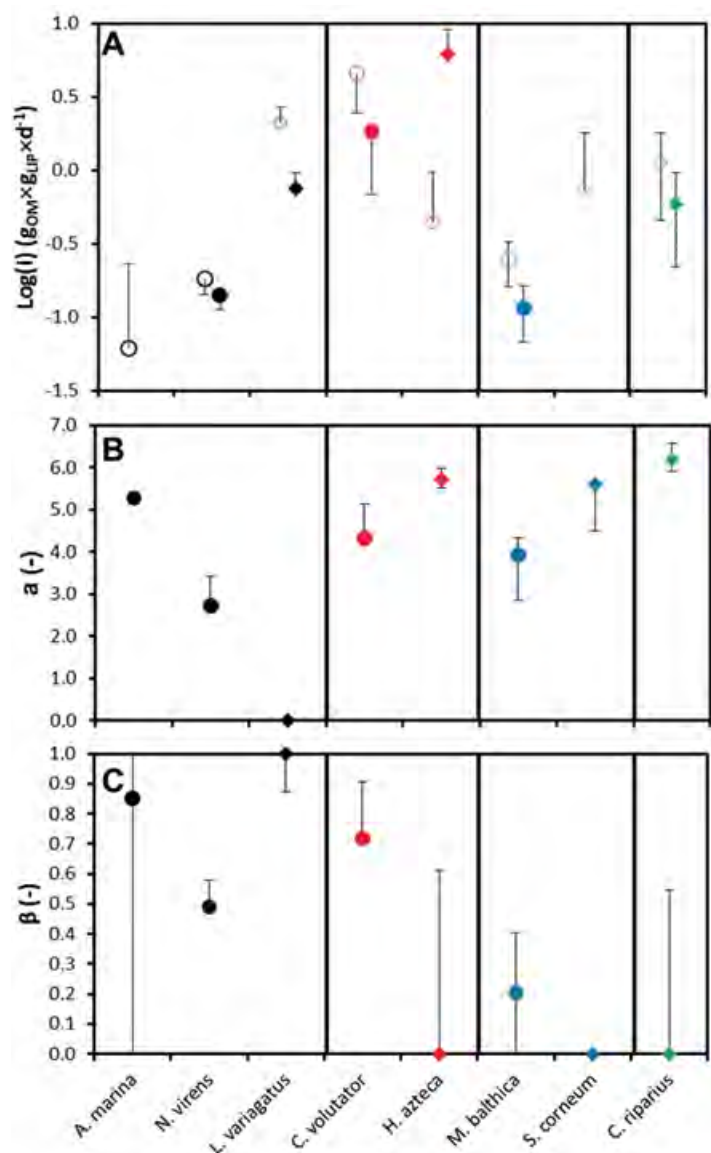 A
Log(I) (gOM×gLIP×d-1)
1.0
0.5
0.0
-0.5
-1.0
-1.5
B
a (-)
7.0
6.0
5.0
4.0
3.0
2.0
1.0
0.0
C
β (-)
1.0
0.9
0.8
0.7
0.6
0.5
0.4
0.3
0.2
0.1
0.0
A. marina
N. virens
L. variagatus
C. volutator
H. azteca
M. balthica
S. corneum
C. riparius